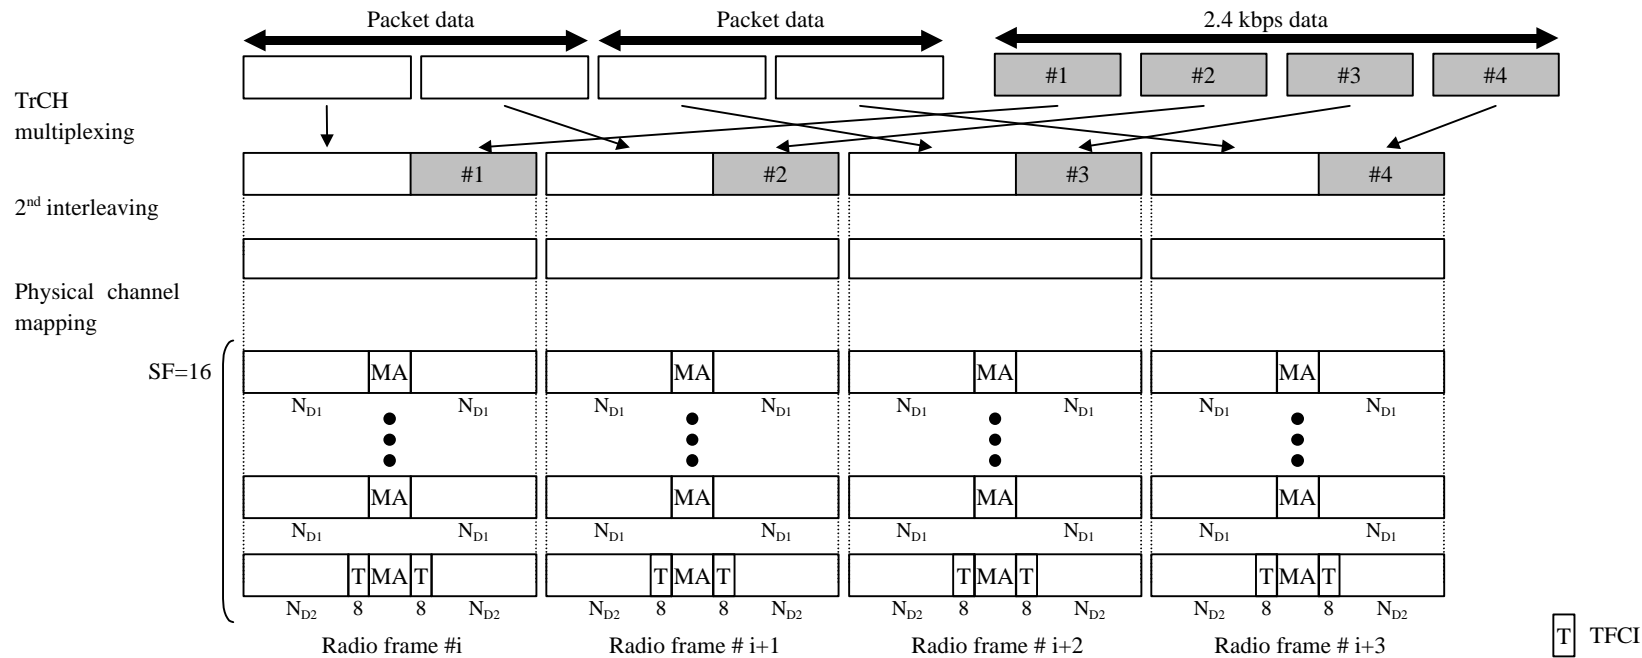 Packet data Packet data 2.4 kbps data
#1 #2 #3 #4
TrCH
multiplexing
#1 #2 #3 #4
2nd interleaving
Physical channel
mapping
SF=16 MA MA MA MA
ND1 ND1 ND1 ND1 ND1 ND1 ND1 ND1
MA MA MA MA
ND1 ND1 ND1 ND1 ND1 ND1 ND1 ND1
T MA T T MA T T MA T T MA T
ND2 8 8 ND2 ND2 8 8 ND2 ND2 8 8 ND2 ND2 8 8 ND2
Radio frame #i Radio frame # i+1 Radio frame # i+2 Radio frame # i+3
T TFCI